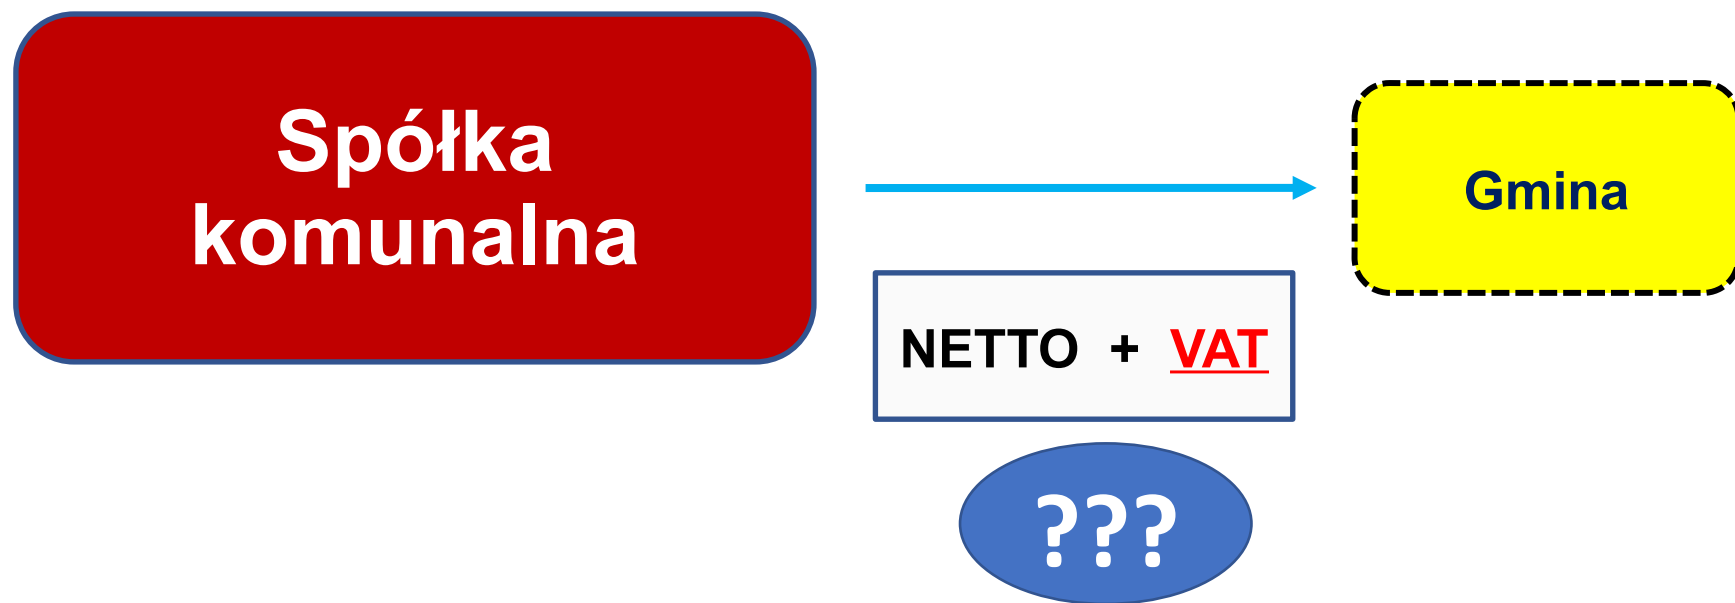 Spółka
komunalna
Gmina
NETTO + VAT
???